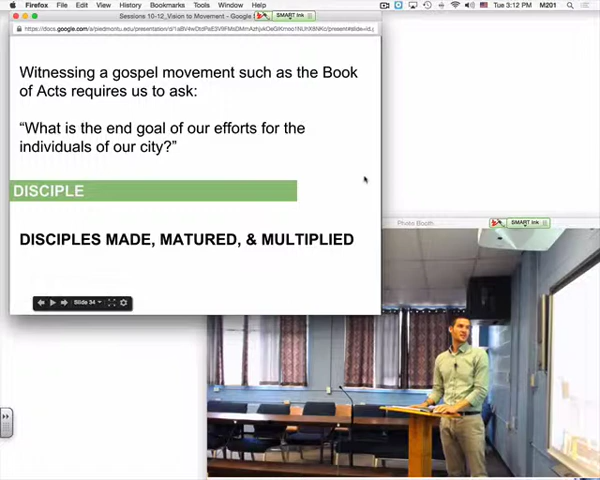 Firefox File Edit View History Bookmarks Tools Window Help
Tue 3:12 PM M201
Sessions 10-12_Vision to Movement - Google
SMART Ink
Witnessing a gospel movement such as the Book
of Acts requires us to ask:
“What is the end goal of our efforts for the
individuals of our city?”
DISCIPLE
DISCIPLES MADE, MATURED, & MULTIPLIED
Slide 34
Photo Booth
SMART Ink